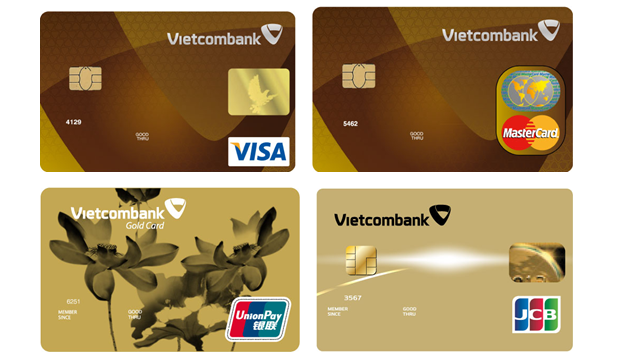 Vietcombank
4129
GOOD
THRU
VISA
Vietcombank
5462
GOOD
THRU
MasterCard
Vietcombank
Gold Card
MEMBER
SINCE
GOOD
THRU
UnionPay
银联
Vietcombank
3567
MEMBER
SINCE
GOOD
THRU
JCB